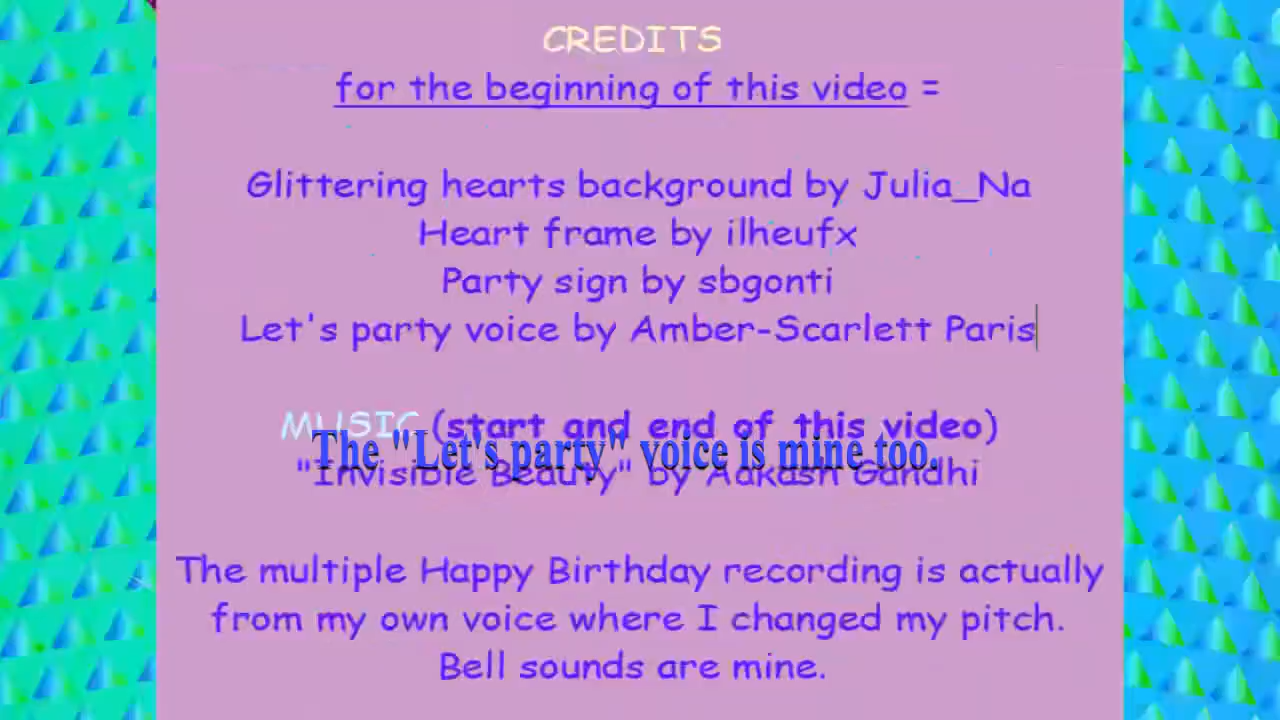 CREDITS
for the beginning of this video =
Glittering hearts background by Julia_Na
Heart frame by ilheufx
Party sign by sbgonti
Let's party voice by Amber-Scarlett Paris
MUSIC (start and end of this video)
The "Let's party" voice is mine too.
"Invisible Beauty" by Aakash Gandhi
The multiple Happy Birthday recording is actually
from my own voice where I changed my pitch.
Bell sounds are mine.